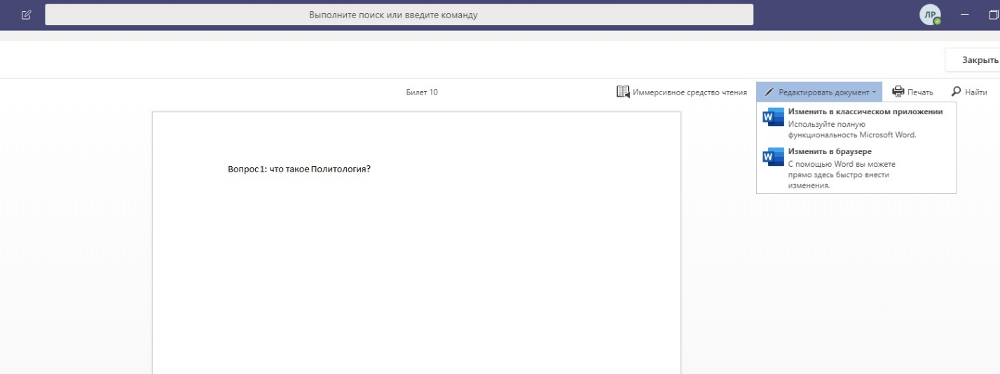 Выполните поиск или введите команду
ЛР
Закрыть
Билет 10
Иммерсивное средство чтения
Редактировать документ
Печать
Найти
W
Изменить в классическом приложении
Используйте полную
функциональность Microsoft Word.
W
Изменить в браузере
С помощью Word вы можете
прямо здесь быстро внести
изменения.
Вопрос 1: что такое Политология?